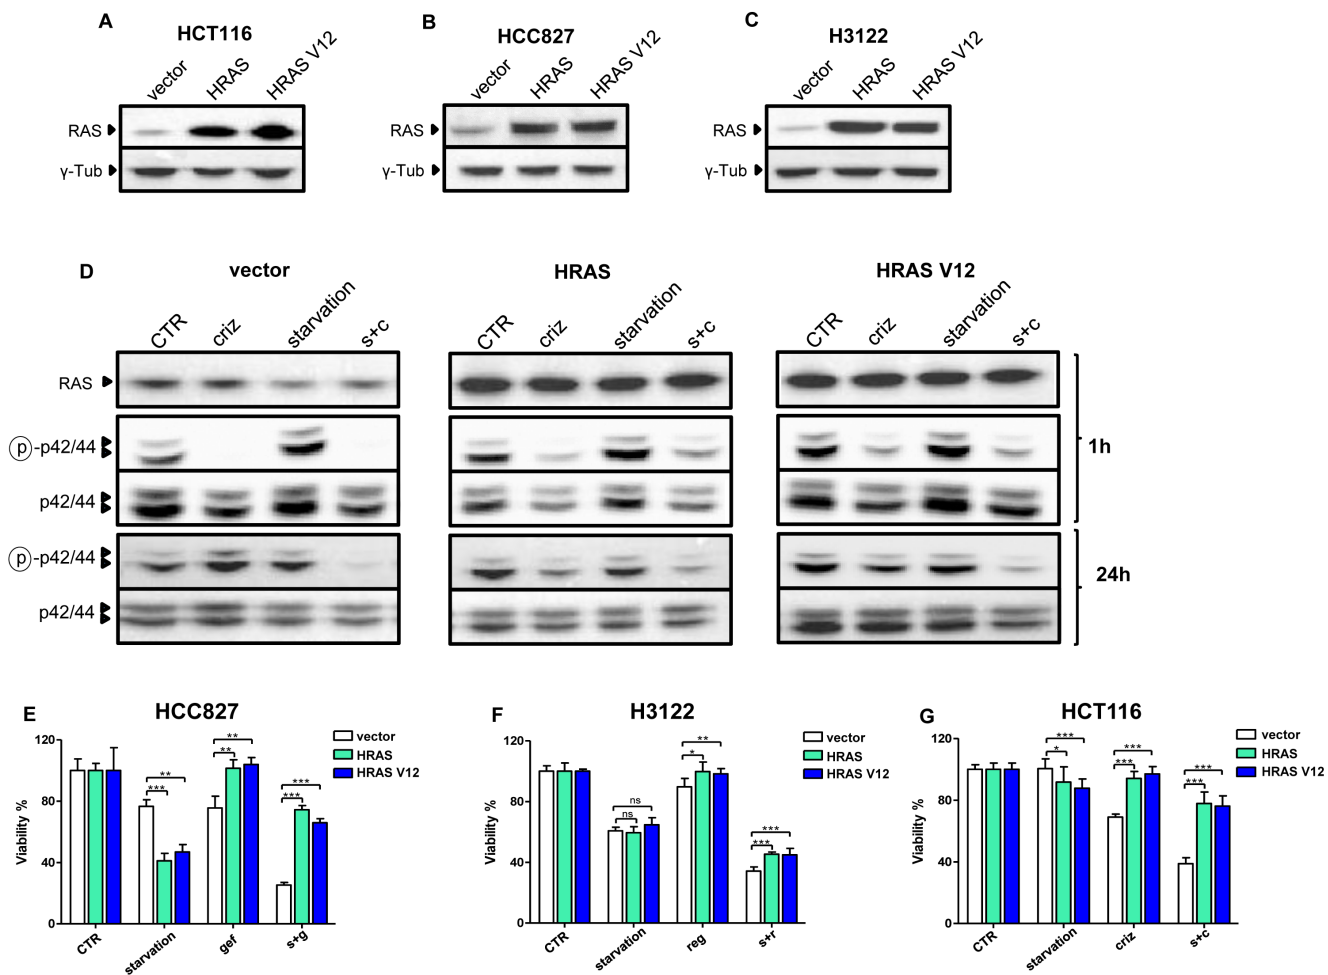 A
HCT116
vector HRAS HRAS V12
RAS
γ-Tub
B
HCC827
vector HRAS HRAS V12
RAS
γ-Tub
C
H3122
vector HRAS HRAS V12
RAS
γ-Tub
D
vector
HRAS
HRAS V12
CTR criz starvation s+c
CTR criz starvation s+c
CTR criz starvation s+c
RAS
p-p42/44
p42/44
1h
p-p42/44
p42/44
24h
E
HCC827
Viability %
120
80
40
0
** ***
** **
*** ***
CTR starvation gef s+g
vector
HRAS
HRAS V12
F
H3122
Viability %
120
80
40
0
ns ns
** *
*** ***
CTR starvation reg s+r
vector
HRAS
HRAS V12
G
HCT116
Viability %
120
80
40
0
*** *
*** ***
*** ***
CTR starvation criz s+c
vector
HRAS
HRAS V12